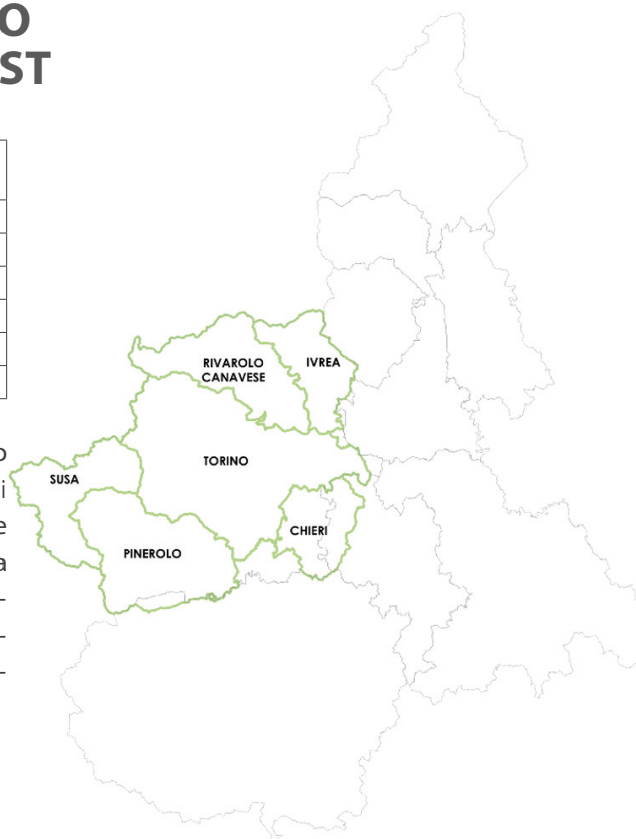 O
ST
RIVAROLO
CANAVESE
IVREA
TORINO
SUSA
CHIERI
PINEROLO
o
i
e
a
-
-
-